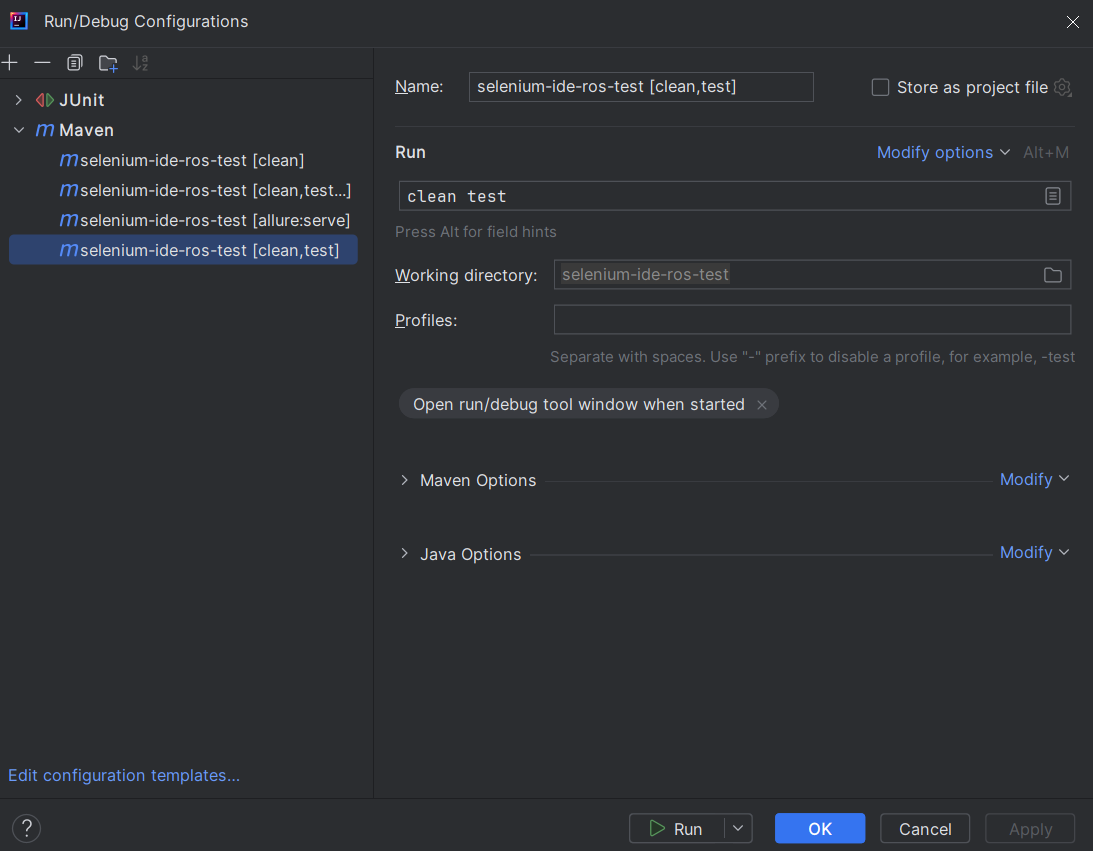 Run/Debug Configurations
JUnit
Maven
selenium-ide-ros-test [clean]
selenium-ide-ros-test [clean,test...]
selenium-ide-ros-test [allure:serve]
selenium-ide-ros-test [clean,test]
Edit configuration templates...
Name: selenium-ide-ros-test [clean,test] Store as project file
Run Modify options Alt+M
clean test
Press Alt for field hints
Working directory: selenium-ide-ros-test
Profiles:
Separate with spaces. Use "-" prefix to disable a profile, for example, -test
Open run/debug tool window when started
Maven Options Modify
Java Options Modify
? Run OK Cancel Apply